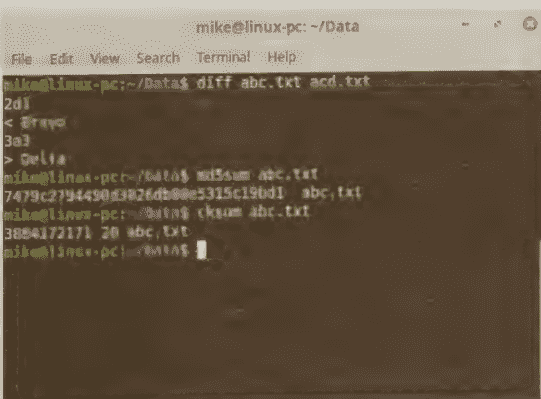 mike@linux-pc: ~/Data
File Edit View Search Terminal Help
mike@linux-pc:~/Data$ diff abc.txt acd.txt
2d1
< Bravo
3a3
> Delta
mike@linux-pc:~/Data$ md5sum abc.txt
abc.txt
mike@linux-pc:~/Data$ cksum abc.txt
3884172171 20 abc.txt
mike@linux-pc:~/Data$